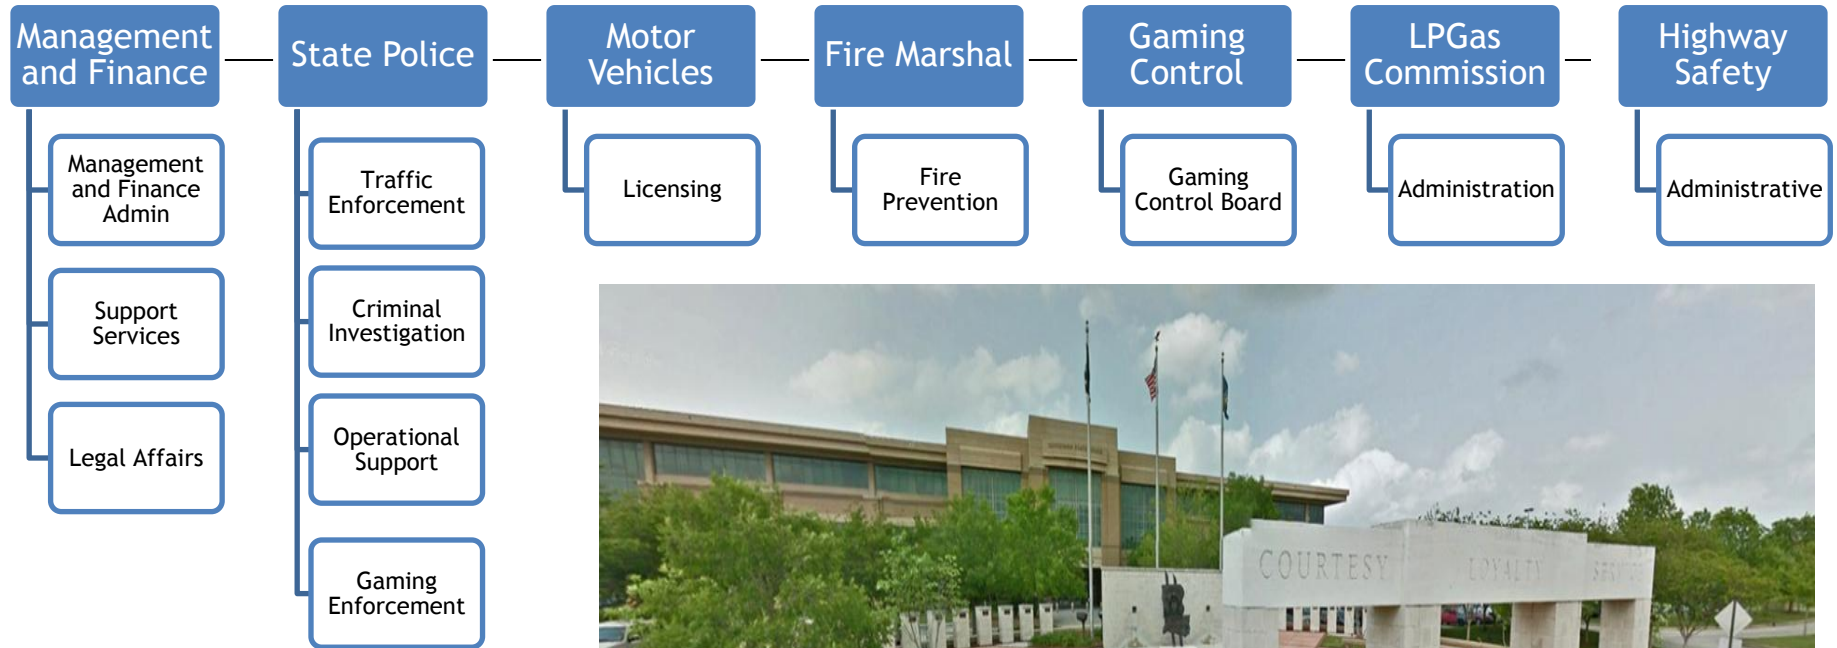 Management
and Finance
State Police
Motor
Vehicles
Fire Marshal
Gaming
Control
LPGas
Commission
Highway
Safety
Management
and Finance
Admin
Support
Services
Legal Affairs
Traffic
Enforcement
Criminal
Investigation
Operational
Support
Gaming
Enforcement
Licensing
Fire
Prevention
Gaming
Control Board
Administration
Administrative
COURTESY LOYALTY SERVICE